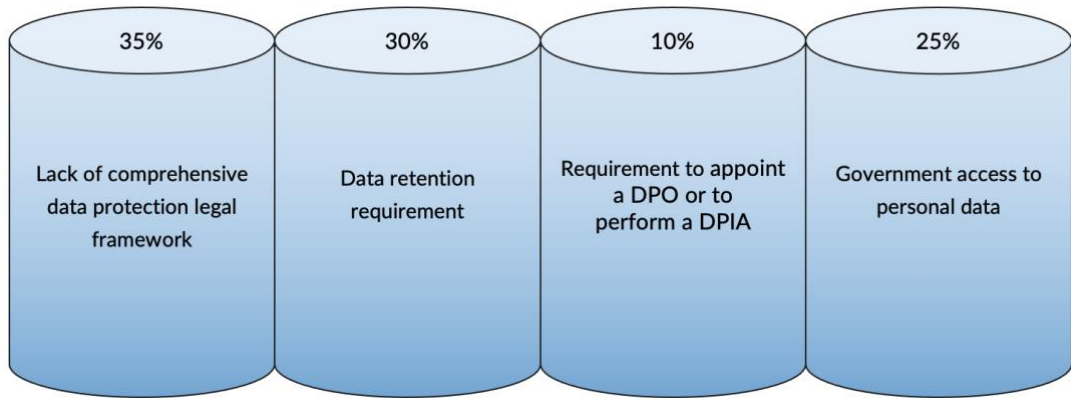 35%
30%
10%
25%
Lack of comprehensive
data protection legal
framework
Data retention
requirement
Requirement to appoint
a DPO or to
perform a DPIA
Government access to
personal data